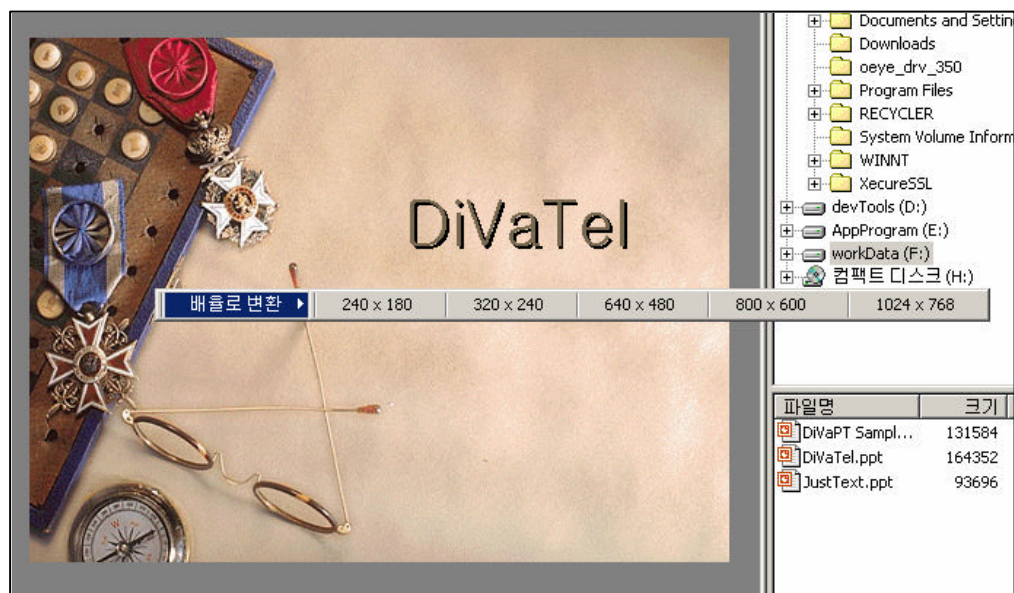 Documents and Settin
Downloads
oeye_drv_350
Program Files
RECYCLER
System Volume Inform
WINNT
XecureSSL
devTools (D:)
AppProgram (E:)
workData (F:)
컴팩트 디스크 (H:)
DiVaTel
배율로 변환 240 x 180 320 x 240 640 x 480 800 x 600 1024 x 768
파일명 크기
DiVaPT Sampl... 131584
DiVaTel.ppt 164352
JustText.ppt 93696